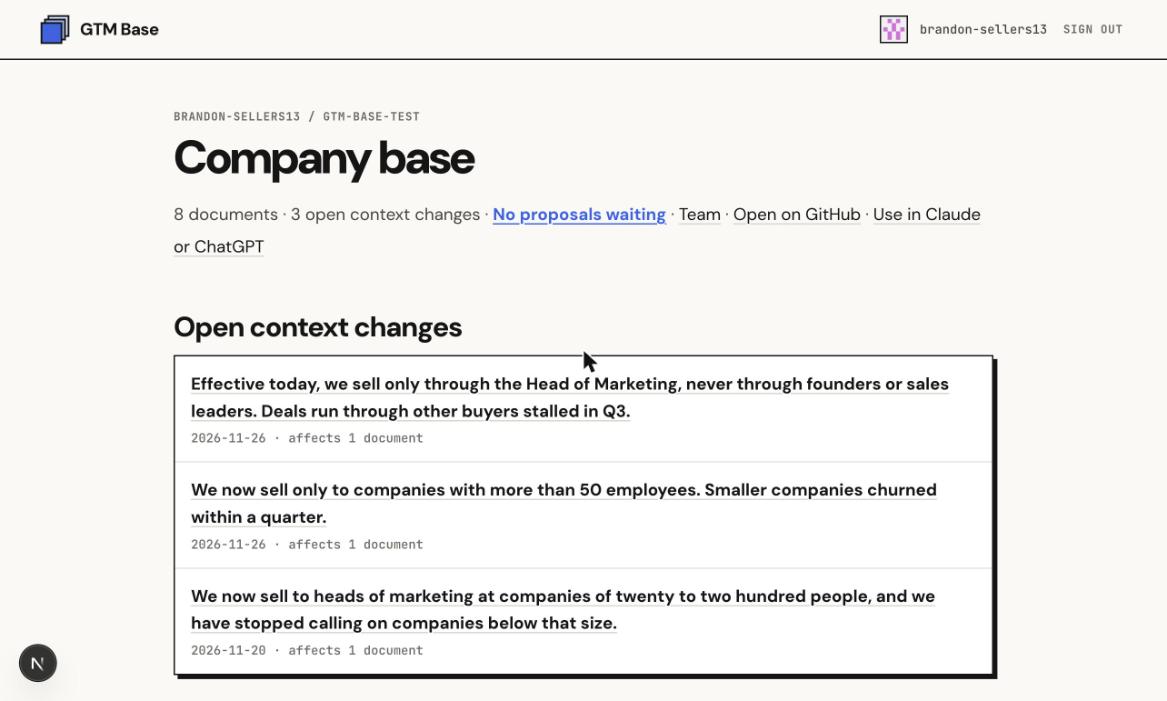 GTM Base
brandon-sellers13 SIGN OUT
BRANDON-SELLERS13 / GTM-BASE-TEST
Company base
8 documents · 3 open context changes · No proposals waiting · Team · Open on GitHub · Use in Claude
or ChatGPT
Open context changes
Effective today, we sell only through the Head of Marketing, never through founders or sales
leaders. Deals run through other buyers stalled in Q3.
2026-11-26 · affects 1 document
We now sell only to companies with more than 50 employees. Smaller companies churned
within a quarter.
2026-11-26 · affects 1 document
We now sell to heads of marketing at companies of twenty to two hundred people, and we
have stopped calling on companies below that size.
2026-11-20 · affects 1 document
N